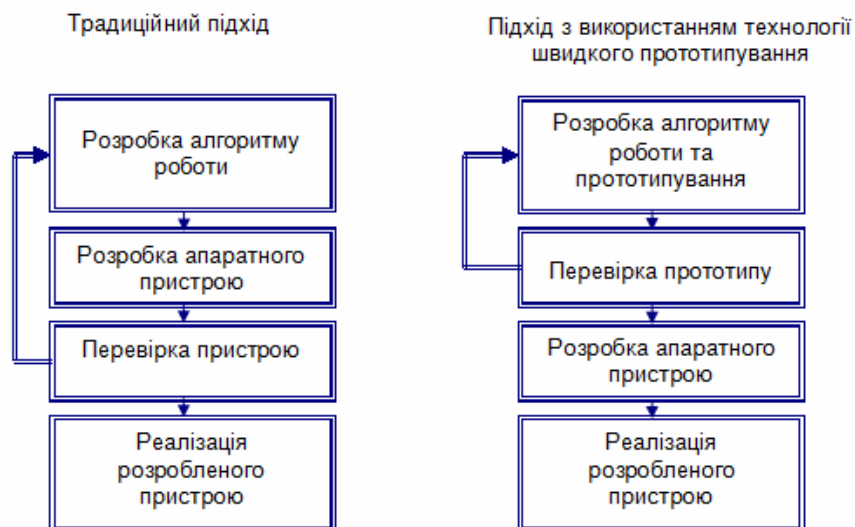 Традиційний підхід
Розробка алгоритму
роботи
Розробка апаратного
пристрою
Перевірка пристрою
Реалізація
розробленого
пристрою
Підхід з використанням технології
швидкого прототипування
Розробка алгоритму
роботи та
прототипування
Перевірка прототипу
Розробка апаратного
пристрою
Реалізація
розробленого
пристрою